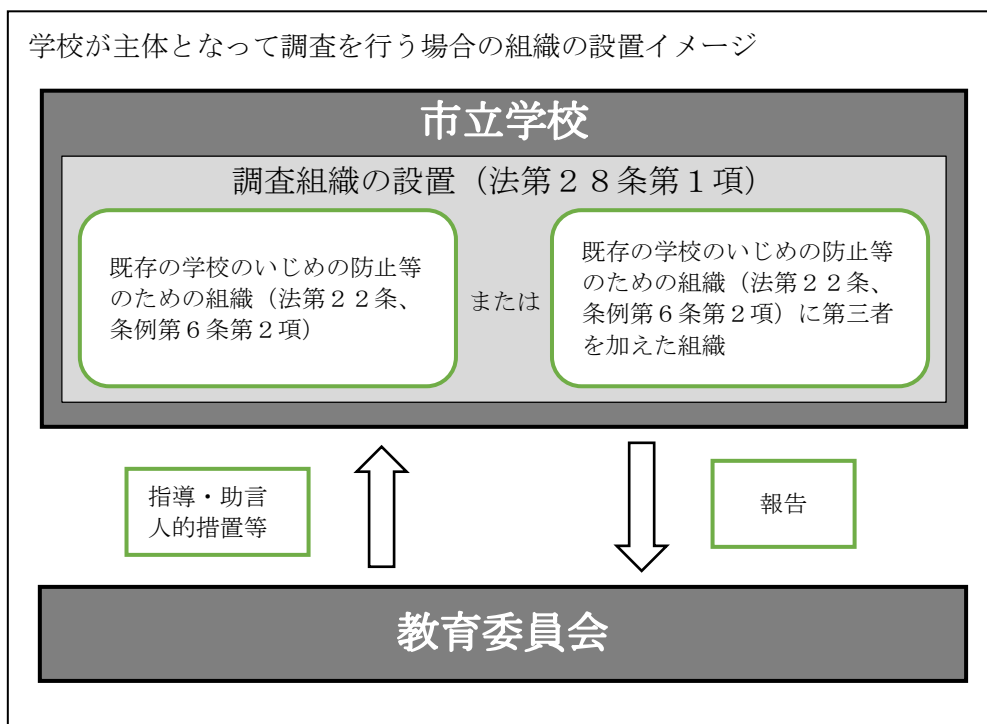 学校が主体となって調査を行う場合の組織の設置イメージ
市立学校
調査組織の設置（法第２８条第１項）
既存の学校のいじめの防止等
のための組織（法第２２条、
条例第６条第２項）
または
既存の学校のいじめの防止等
のための組織（法第２２条、
条例第６条第２項）に第三者
を加えた組織
指導・助言
人的措置等
報告
教育委員会